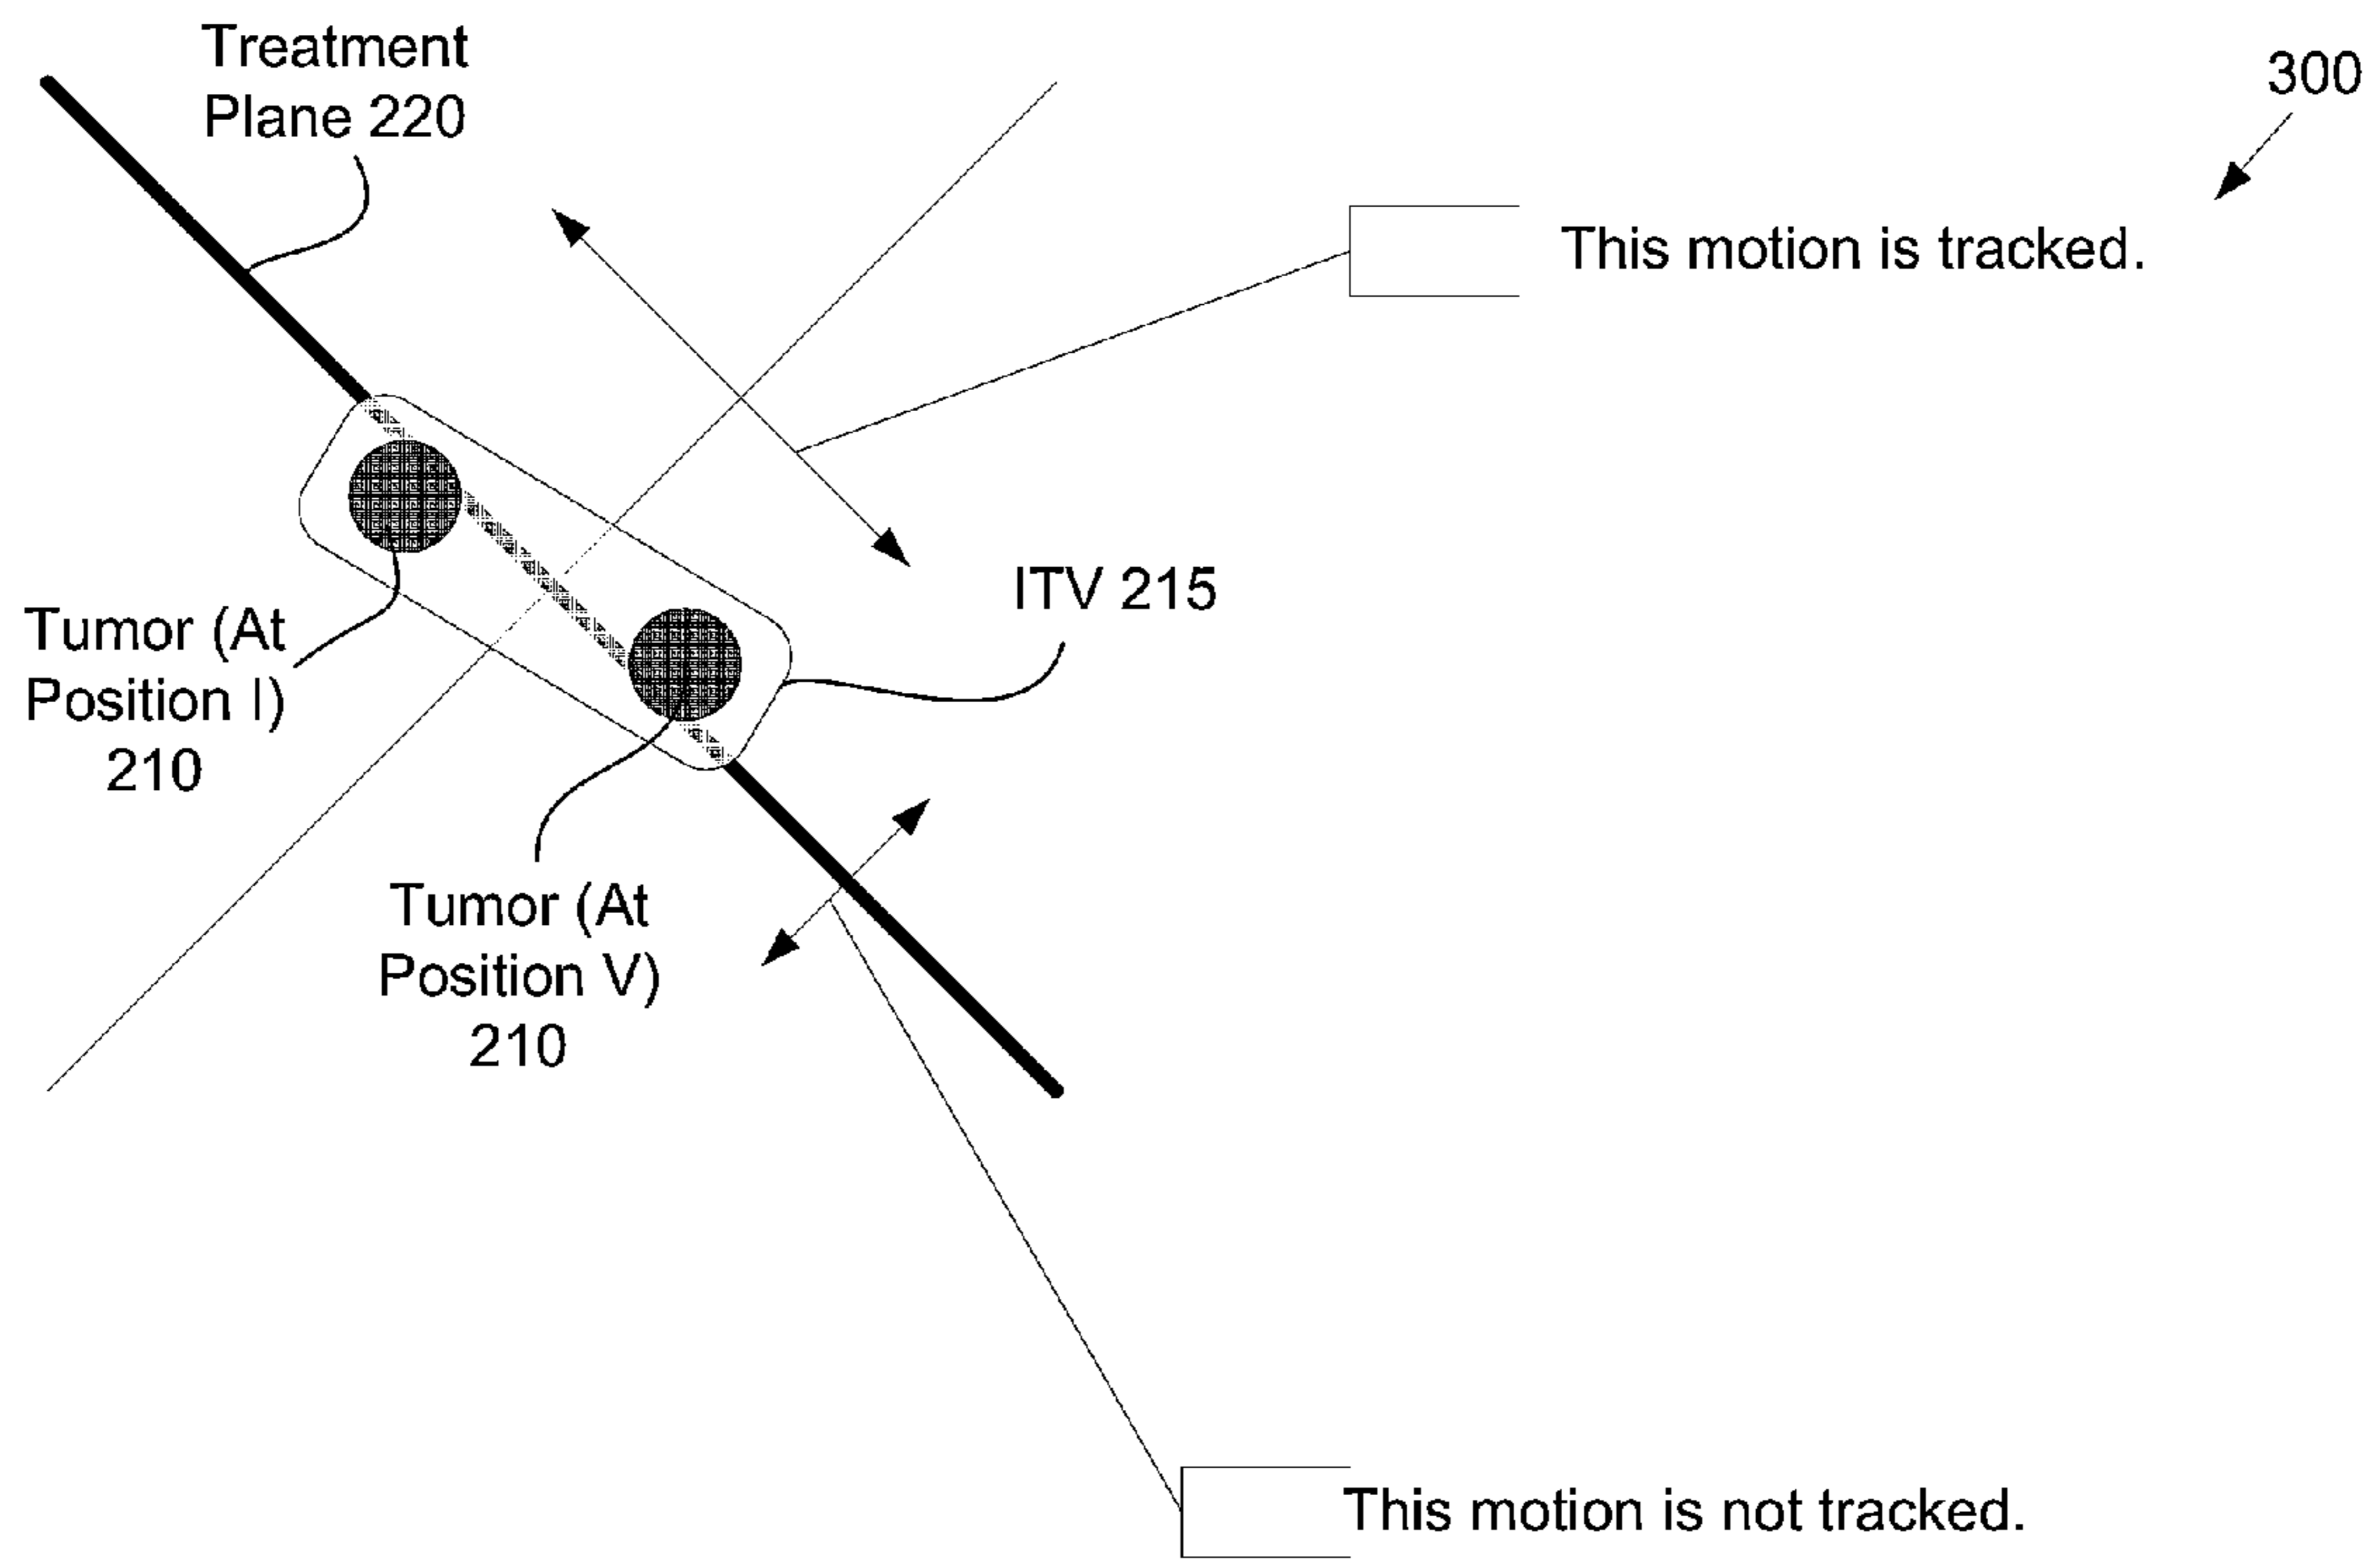 Treatment
Plane 220
300
This motion is tracked.
ITV 215
Tumor (At
Position I)
210
Tumor (At
Position V)
210
This motion is not tracked.